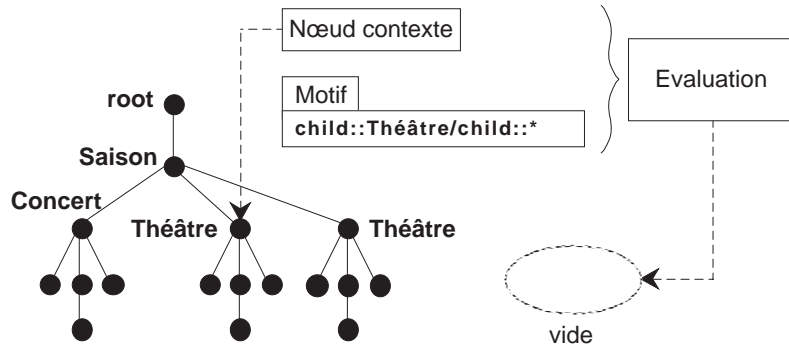 Nœud contexte
Evaluation
Motif
child::Théâtre/child::*
root
Saison
Concert
Théâtre
Théâtre
vide